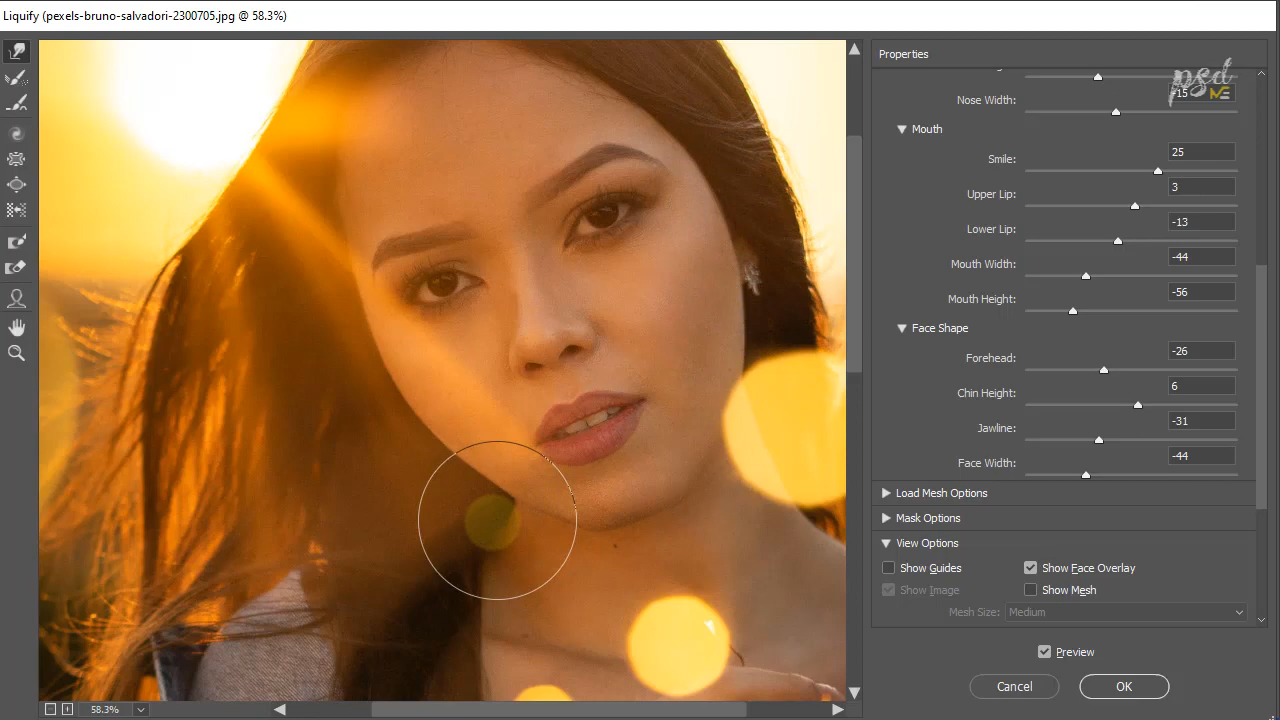 Liquify (pexels-bruno-salvadori-2300705.jpg @ 58.3%)
Properties
psd
ME
Nose Width:
-15
Mouth
Smile:
25
Upper Lip:
3
Lower Lip:
-13
Mouth Width:
-44
Mouth Height:
-56
Face Shape
Forehead:
-26
Chin Height:
6
Jawline:
-31
Face Width:
-44
Load Mesh Options
Mask Options
View Options
Show Guides
Show Face Overlay
Show Image
Show Mesh
Mesh Size:
Medium
Preview
Cancel
OK
58.3%